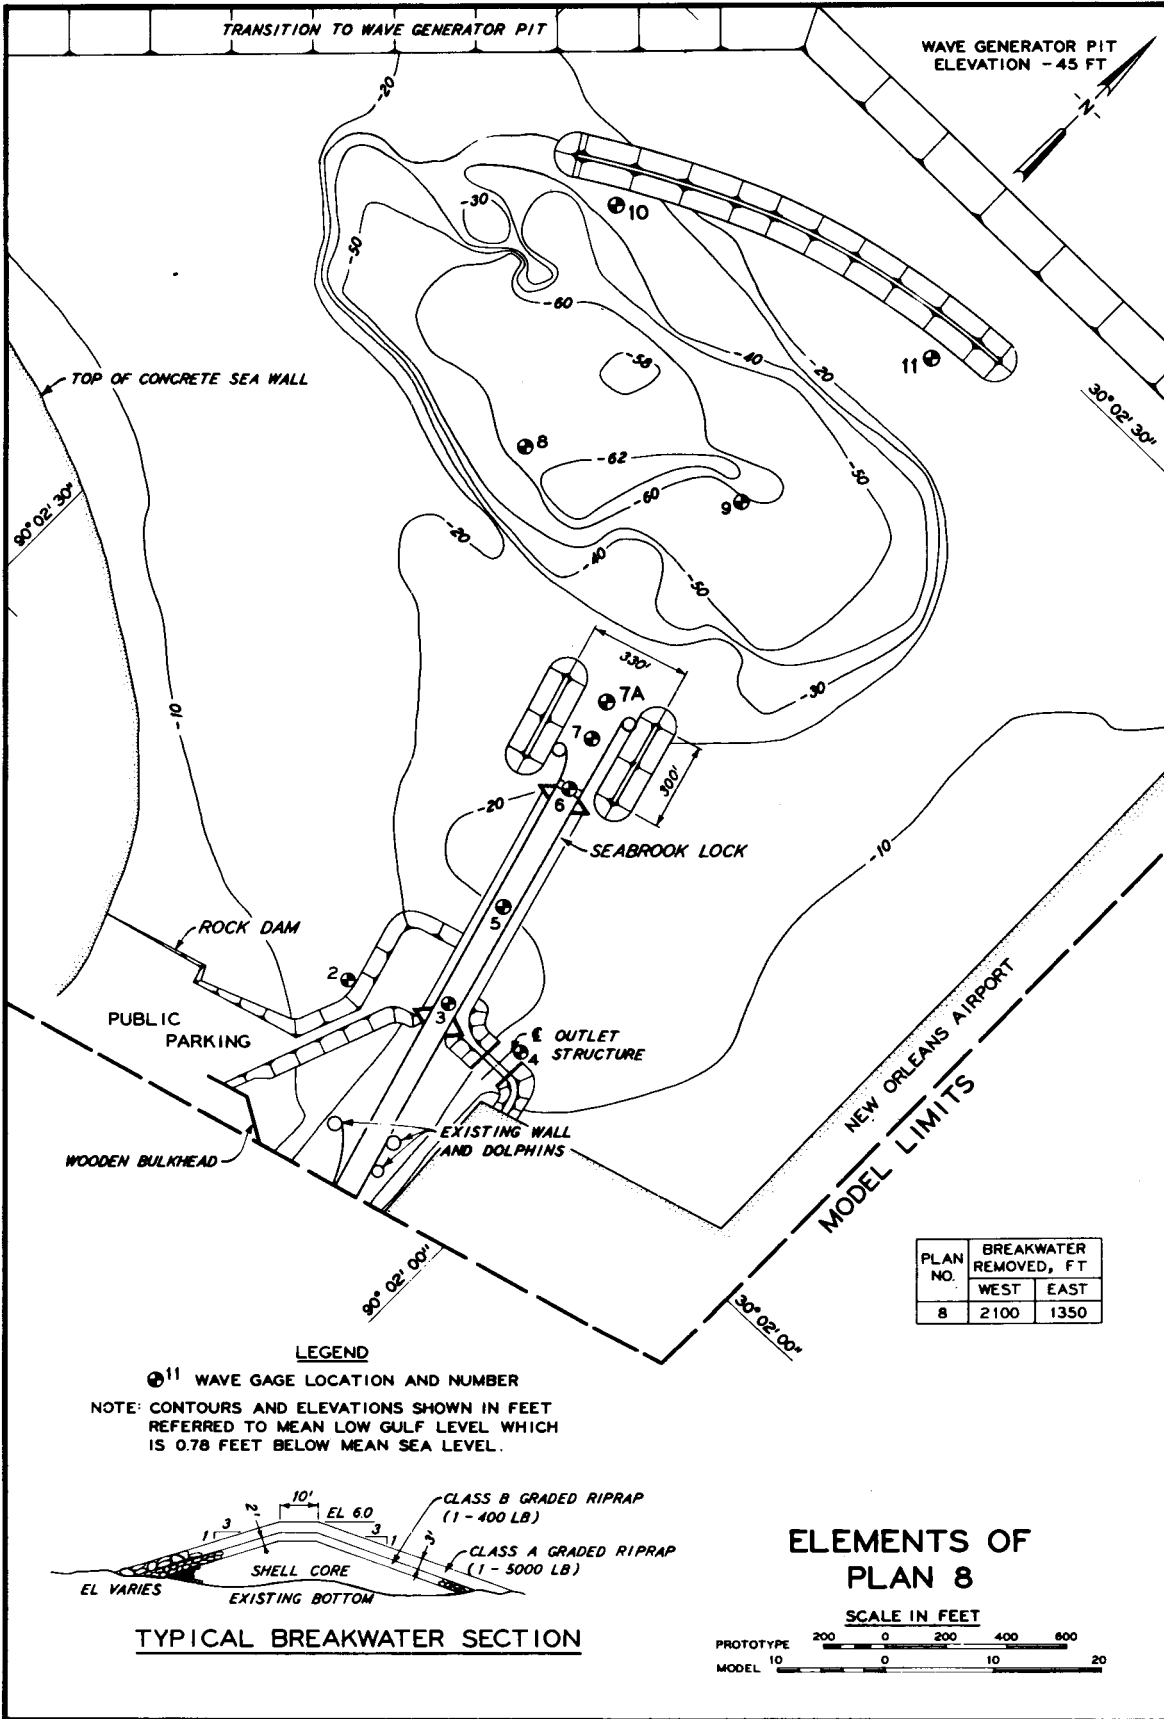 TRANSITION TO WAVE GENERATOR PIT
WAVE GENERATOR PIT
ELEVATION -45 FT
-N-
-20
-30
-50
10
-60
-58
-40
-20
11
30° 02' 30"
TOP OF CONCRETE SEA WALL
8
-62
-60
9
-50
90° 02' 30"
-20
-40
-50
330'
7A
-30
7
-10
300'
6
-20
SEABROOK LOCK
-10
5
ROCK DAM
2
3
PUBLIC
PARKING
℄ OUTLET
STRUCTURE
4
NEW ORLEANS AIRPORT
MODEL LIMITS
EXISTING WALL
AND DOLPHINS
WOODEN BULKHEAD
90° 02' 00"
30° 02' 00"
PLAN NO.
BREAKWATER REMOVED, FT
WEST EAST
8 2100 1350
LEGEND
11 WAVE GAGE LOCATION AND NUMBER
NOTE: CONTOURS AND ELEVATIONS SHOWN IN FEET
REFERRED TO MEAN LOW GULF LEVEL WHICH
IS 0.78 FEET BELOW MEAN SEA LEVEL.
10'
EL 6.0
2'
3
1
3
1
3'
CLASS B GRADED RIPRAP
(1 - 400 LB)
CLASS A GRADED RIPRAP
(1 - 5000 LB)
SHELL CORE
EL VARIES
EXISTING BOTTOM
TYPICAL BREAKWATER SECTION
ELEMENTS OF
PLAN 8
SCALE IN FEET
PROTOTYPE 200 0 200 400 600
MODEL 10 0 10 20